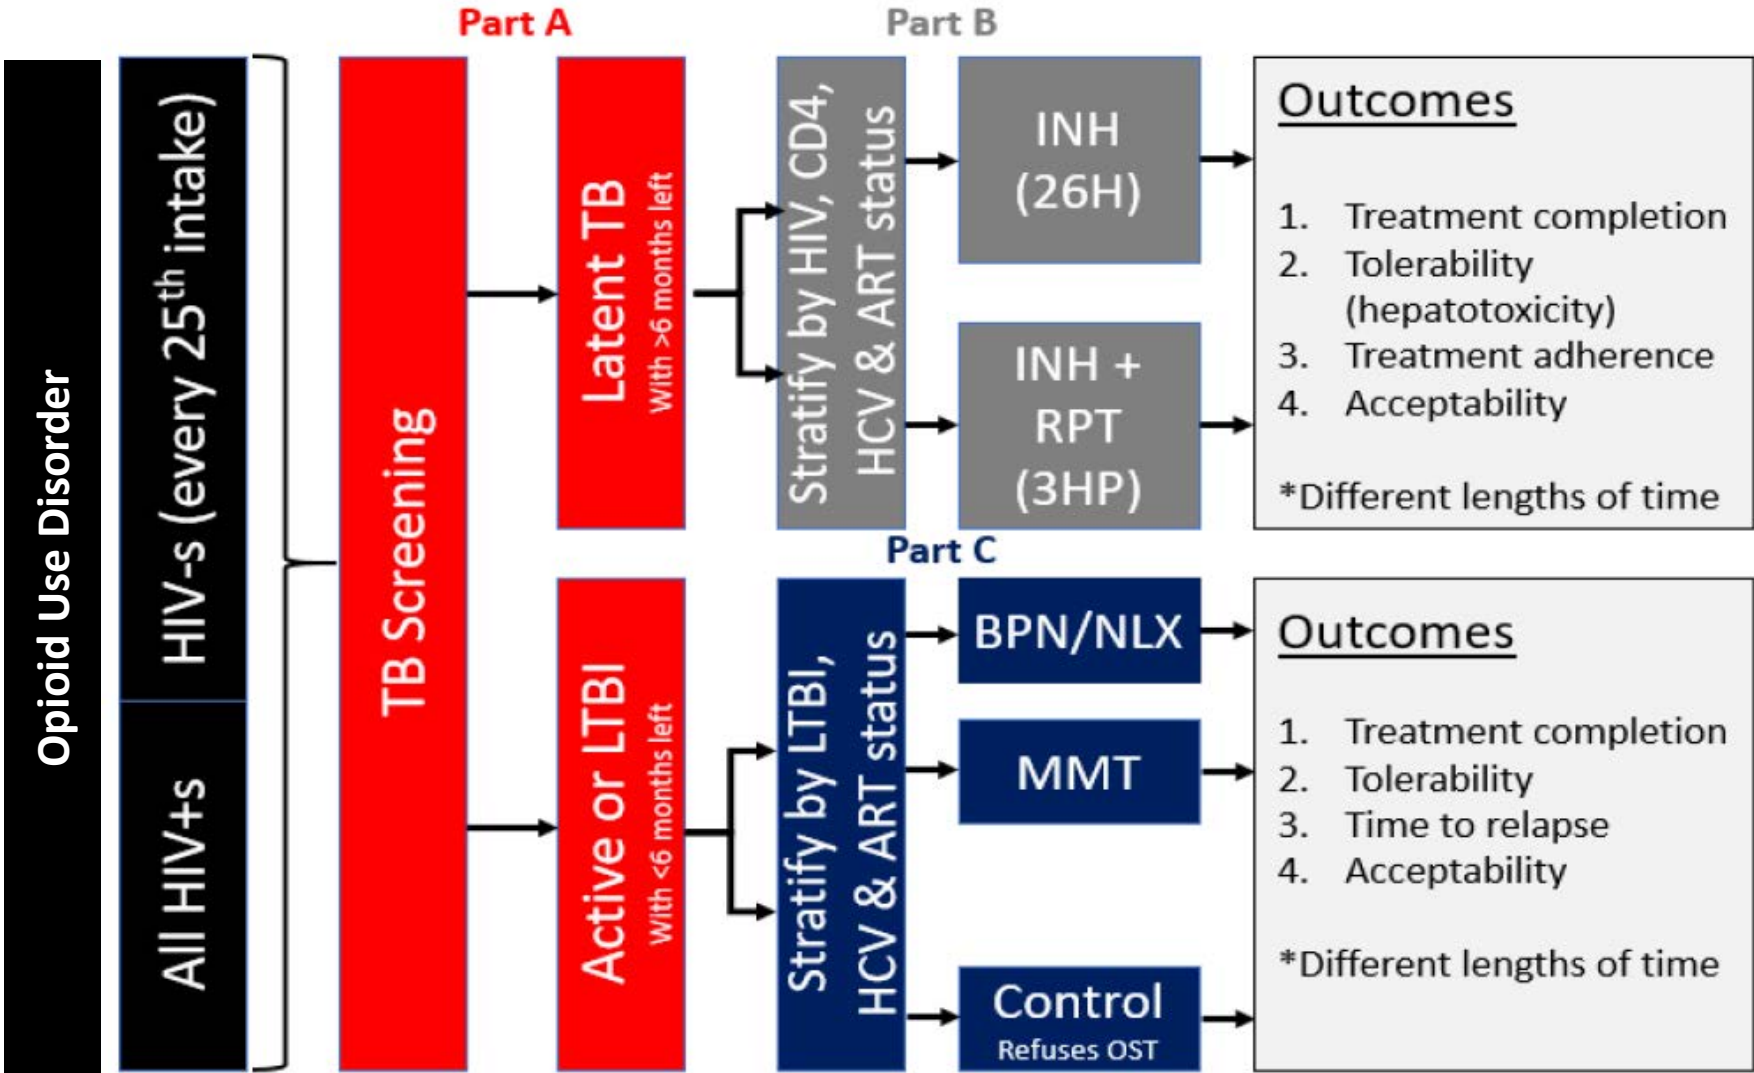 Part A
Part B
Opioid Use Disorder
HIV-s (every 25th intake)
All HIV+s
TB Screening
Latent TB
With >6 months left
Stratify by HIV, CD4,
HCV & ART status
INH
(26H)
INH +
RPT
(3HP)
Outcomes
1. Treatment completion
2. Tolerability
(hepatotoxicity)
3. Treatment adherence
4. Acceptability
*Different lengths of time
Part C
Active or LTBI
With <6 months left
Stratify by LTBI,
HCV & ART status
BPN/NLX
MMT
Control
Refuses OST
Outcomes
1. Treatment completion
2. Tolerability
3. Time to relapse
4. Acceptability
*Different lengths of time